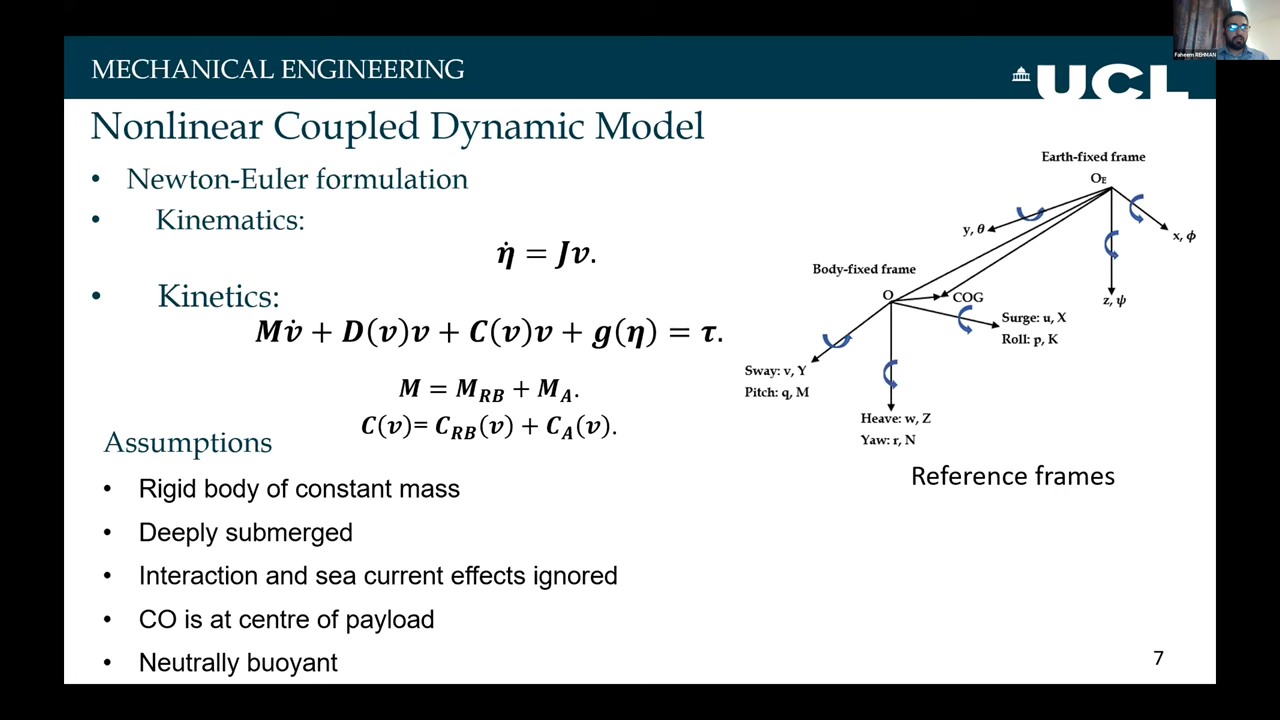 Faheem REHMAN
MECHANICAL ENGINEERING
UCL
Nonlinear Coupled Dynamic Model
• Newton-Euler formulation
• Kinematics:
η̇ = Jv.
• Kinetics:
Mv̇ + D(v)v + C(v)v + g(η) = τ.
M = M_RB + M_A.
C(v)= C_RB(v) + C_A(v).
Assumptions
• Rigid body of constant mass
• Deeply submerged
• Interaction and sea current effects ignored
• CO is at centre of payload
• Neutrally buoyant
Earth-fixed frame
O_E
y, θ
x, ϕ
z, ψ
Body-fixed frame
O
COG
Surge: u, X
Roll: p, K
Sway: v, Y
Pitch: q, M
Heave: w, Z
Yaw: r, N
Reference frames
7